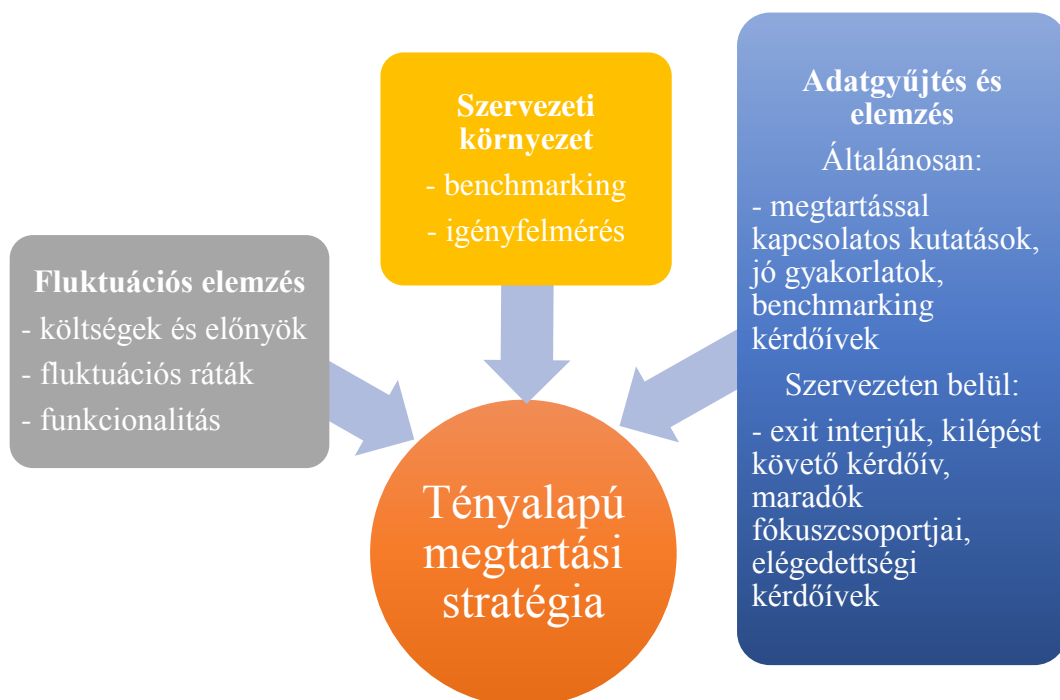 Fluktuációs elemzés
- költségek és előnyök
- fluktuációs ráták
- funkcionalitás
Szervezeti
környezet
- benchmarking
- igényfelmérés
Adatgyűjtés és
elemzés
Általánosan:
- megtartással
kapcsolatos kutatások,
jó gyakorlatok,
benchmarking
kérdőívek
Szervezeten belül:
- exit interjúk, kilépést
követő kérdőív,
maradók
fókuszcsoportjai,
elégedettségi
kérdőívek
Tényalapú
megtartási
stratégia